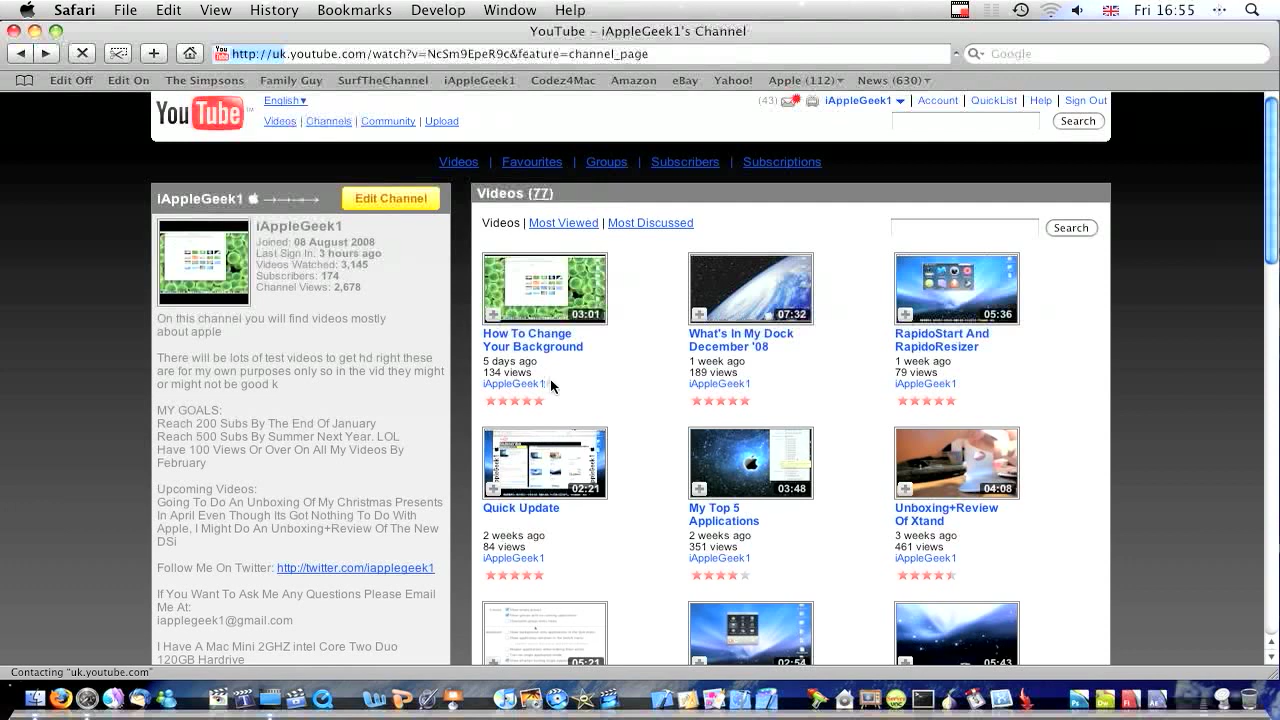 Safari File Edit View History Bookmarks Develop Window Help Fri 16:55
YouTube – iAppleGeek1's Channel
http://uk.youtube.com/watch?v=NcSm9EpeR9c&feature=channel_page
Google
Edit Off Edit On The Simpsons Family Guy SurfTheChannel iAppleGeek1 Codez4Mac Amazon eBay Yahoo! Apple (112) News (630)
YouTube
English
(43) iAppleGeek1 | Account | QuickList | Help | Sign Out
Videos | Channels | Community | Upload
Search
Videos | Favourites | Groups | Subscribers | Subscriptions
iAppleGeek1
Edit Channel
iAppleGeek1
Joined: 08 August 2008
Last Sign In: 3 hours ago
Videos Watched: 3,145
Subscribers: 174
Channel Views: 2,678
On this channel you will find videos mostly
about apple
There will be lots of test videos to get hd right these
are for my own purposes only so in the vid they might
or might not be good k
MY GOALS:
Reach 200 Subs By The End Of January
Reach 500 Subs By Summer Next Year. LOL
Have 100 Views Or Over On All My Videos By
February
Upcoming Videos:
Going To Do An Unboxing Of My Christmas Presents
In April Even though Its Got Nothing To Do With
Apple, I Might Do An Unboxing+Review Of The New
DSi
Follow Me On Twitter: http://twitter.com/iapplegeek1
If You Want To Ask Me Any Questions Please Email
Me At:
iapplegeek1@gmail.com
I Have A Mac Mini 2GHZ Intel Core Two Duo
120GB Hardrive
Videos (77)
Videos | Most Viewed | Most Discussed
Search
03:01
How To Change
Your Background
5 days ago
134 views
iAppleGeek1
07:32
What's In My Dock
December '08
1 week ago
189 views
iAppleGeek1
05:36
RapidoStart And
RapidoResizer
1 week ago
79 views
iAppleGeek1
02:21
Quick Update
2 weeks ago
84 views
iAppleGeek1
03:48
My Top 5
Applications
2 weeks ago
351 views
iAppleGeek1
04:08
Unboxing+Review
Of Xtand
3 weeks ago
461 views
iAppleGeek1
05:21
02:54
05:43
Contacting "uk.youtube.com"